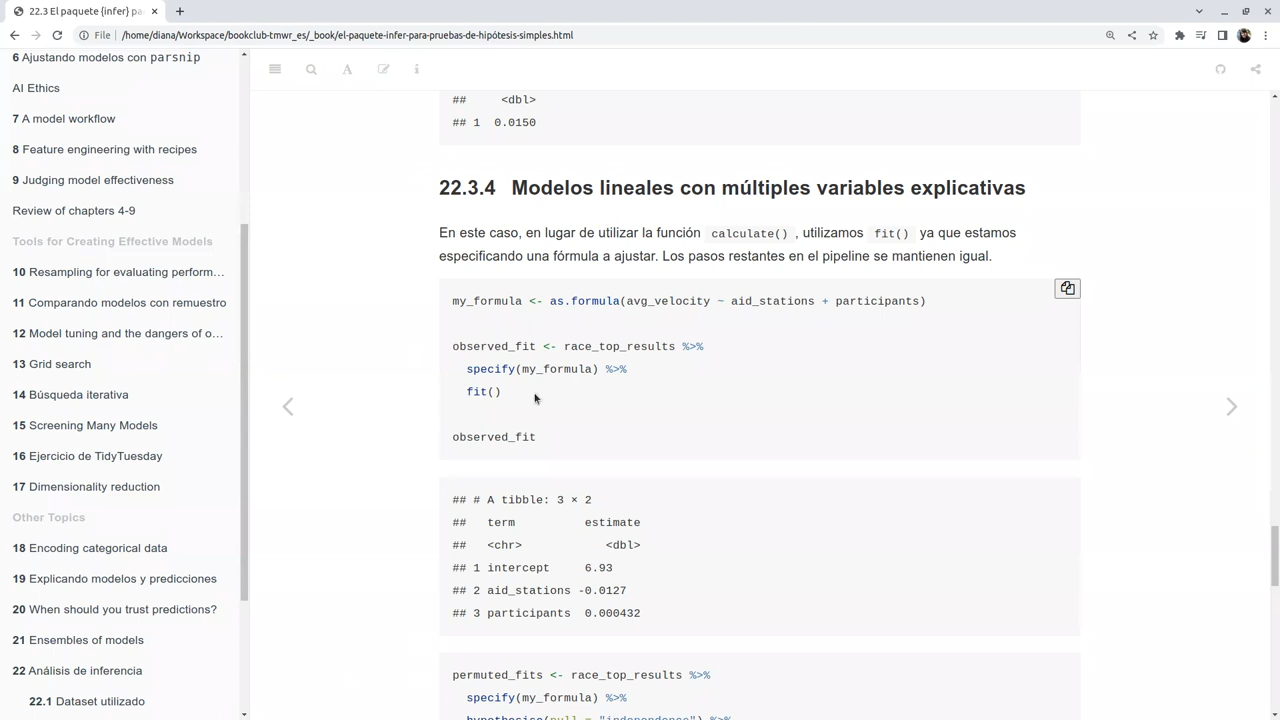 22.3 El paquete {infer} pa
File
/home/diana/Workspace/bookclub-tmwr_es/_book/el-paquete-infer-para-pruebas-de-hipótesis-simples.html
6 Ajustando modelos con parsnip
AI Ethics
7 A model workflow
8 Feature engineering with recipes
9 Judging model effectiveness
Review of chapters 4-9
Tools for Creating Effective Models
10 Resampling for evaluating perform…
11 Comparando modelos con remuestro
12 Model tuning and the dangers of o…
13 Grid search
14 Búsqueda iterativa
15 Screening Many Models
16 Ejercicio de TidyTuesday
17 Dimensionality reduction
Other Topics
18 Encoding categorical data
19 Explicando modelos y predicciones
20 When should you trust predictions?
21 Ensembles of models
22 Análisis de inferencia
22.1 Dataset utilizado
## <dbl>
## 1 0.0150
22.3.4 Modelos lineales con múltiples variables explicativas
En este caso, en lugar de utilizar la función calculate() , utilizamos fit() ya que estamos
especificando una fórmula a ajustar. Los pasos restantes en el pipeline se mantienen igual.
my_formula <- as.formula(avg_velocity ~ aid_stations + participants)
observed_fit <- race_top_results %>%
specify(my_formula) %>%
fit()
observed_fit
## # A tibble: 3 × 2
## term estimate
## <chr> <dbl>
## 1 intercept 6.93
## 2 aid_stations -0.0127
## 3 participants 0.000432
permuted_fits <- race_top_results %>%
specify(my_formula) %>%
hypothesise(null = "independence") %>%